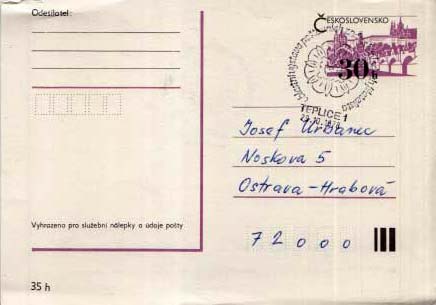 Odesílatel:
ČESKOSLOVENSKO
30 h
TEPLICE 1
Josef Urbanec
Noskova 5
Ostrava-Hrabová
72000
Vyhrazeno pro služební nálepky a údaje pošty
35 h